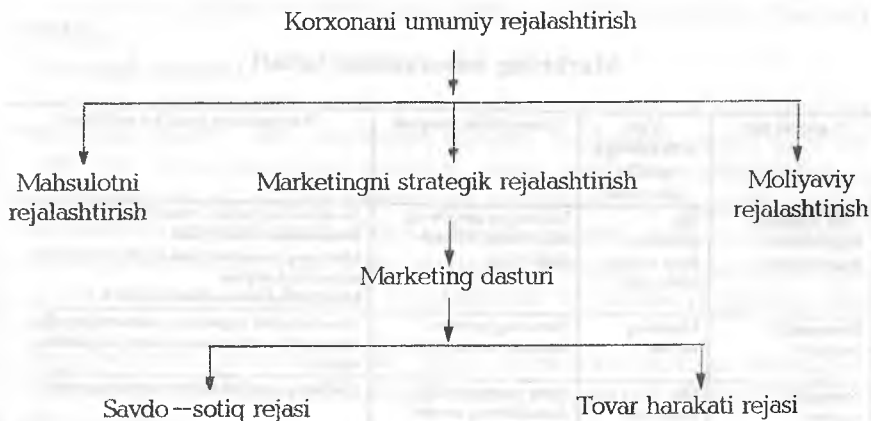 Korxonani umumiy rejalashtirish
Mahsulotni
rejalashtirish
Marketingni strategik rejalashtirish
Moliyaviy
rejalashtirish
Marketing dasturi
Savdo—sotiq rejasi
Tovar harakati rejasi